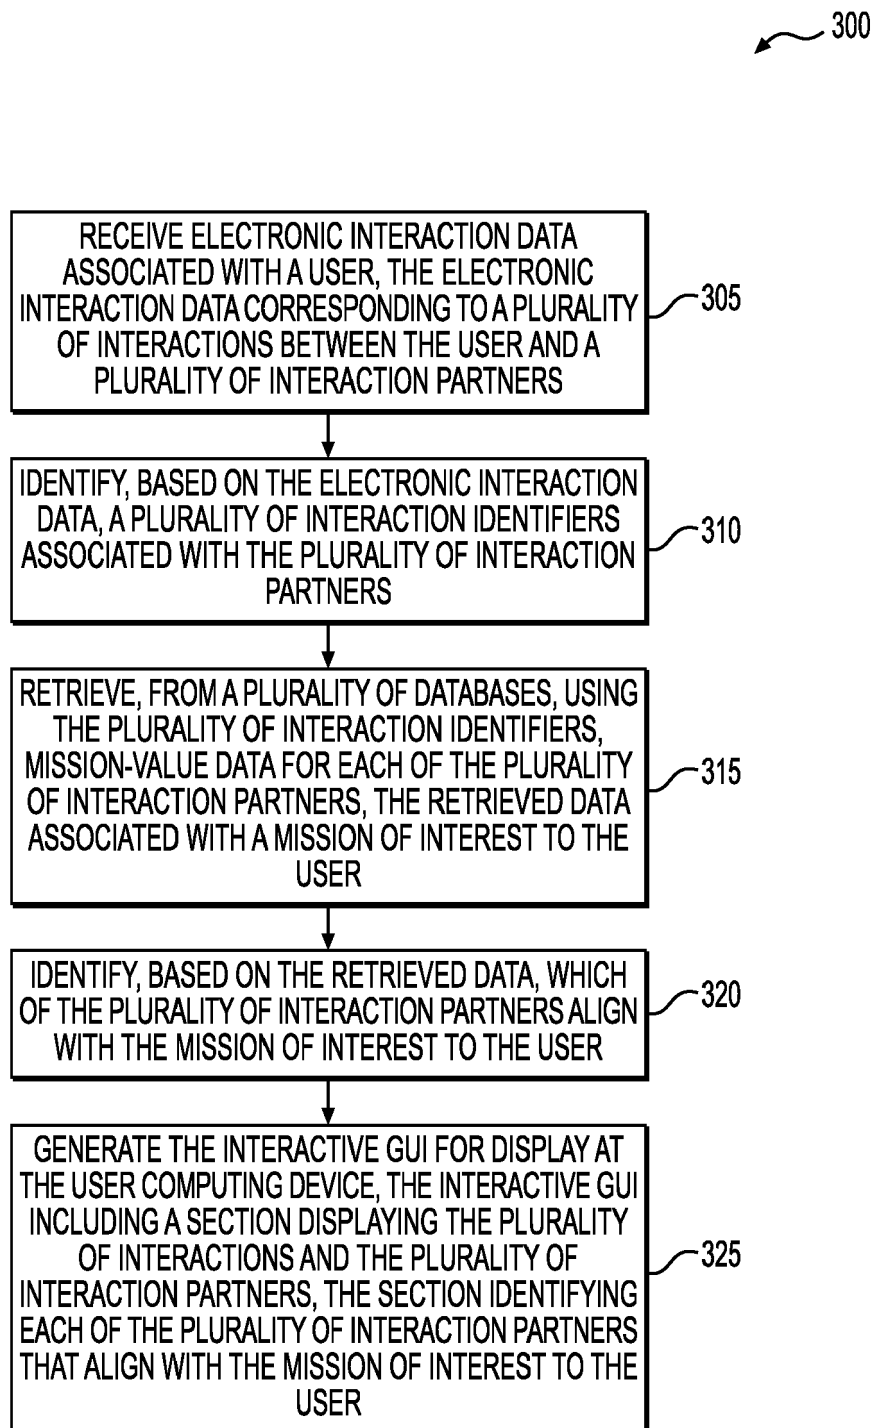 300
RECEIVE ELECTRONIC INTERACTION DATA
ASSOCIATED WITH A USER, THE ELECTRONIC
INTERACTION DATA CORRESPONDING TO A PLURALITY
OF INTERACTIONS BETWEEN THE USER AND A
PLURALITY OF INTERACTION PARTNERS
305
IDENTIFY, BASED ON THE ELECTRONIC INTERACTION
DATA, A PLURALITY OF INTERACTION IDENTIFIERS
ASSOCIATED WITH THE PLURALITY OF INTERACTION
PARTNERS
310
RETRIEVE, FROM A PLURALITY OF DATABASES, USING
THE PLURALITY OF INTERACTION IDENTIFIERS,
MISSION-VALUE DATA FOR EACH OF THE PLURALITY
OF INTERACTION PARTNERS, THE RETRIEVED DATA
ASSOCIATED WITH A MISSION OF INTEREST TO THE
USER
315
IDENTIFY, BASED ON THE RETRIEVED DATA, WHICH
OF THE PLURALITY OF INTERACTION PARTNERS ALIGN
WITH THE MISSION OF INTEREST TO THE USER
320
GENERATE THE INTERACTIVE GUI FOR DISPLAY AT
THE USER COMPUTING DEVICE, THE INTERACTIVE GUI
INCLUDING A SECTION DISPLAYING THE PLURALITY
OF INTERACTIONS AND THE PLURALITY OF
INTERACTION PARTNERS, THE SECTION IDENTIFYING
EACH OF THE PLURALITY OF INTERACTION PARTNERS
THAT ALIGN WITH THE MISSION OF INTEREST TO THE
USER
325